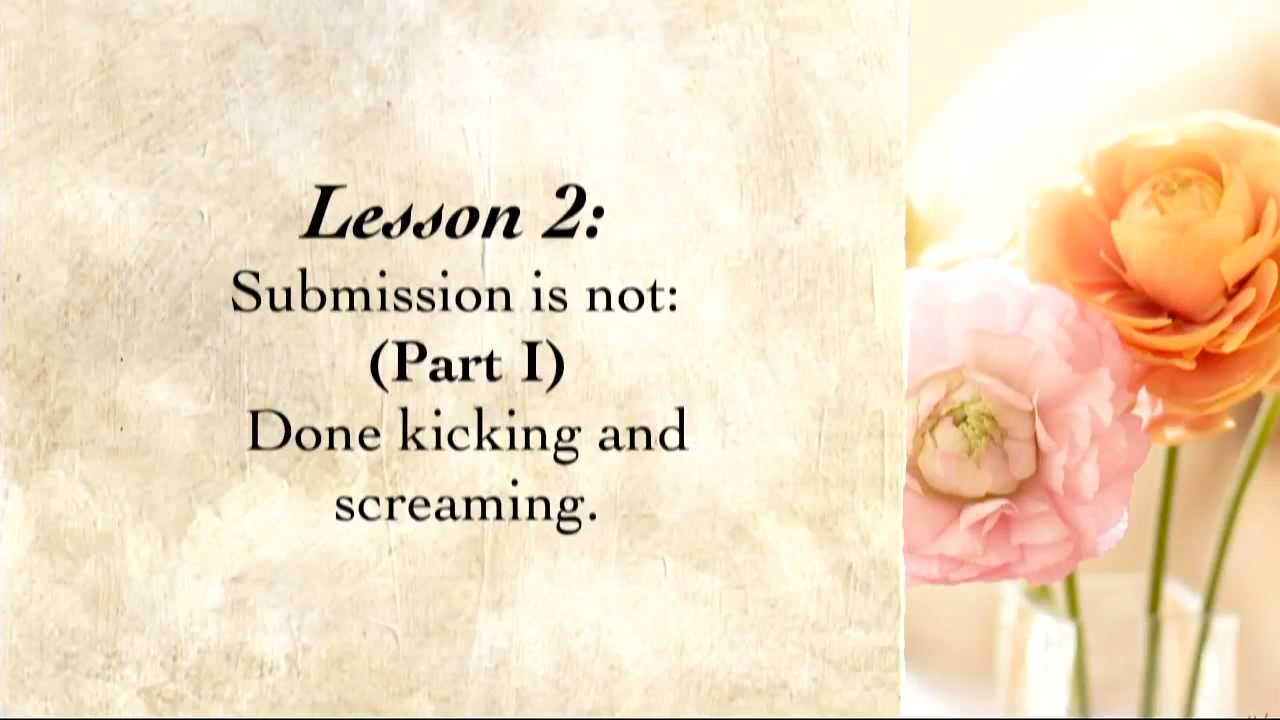 Lesson 2:
Submission is not:
(Part I)
Done kicking and
screaming.